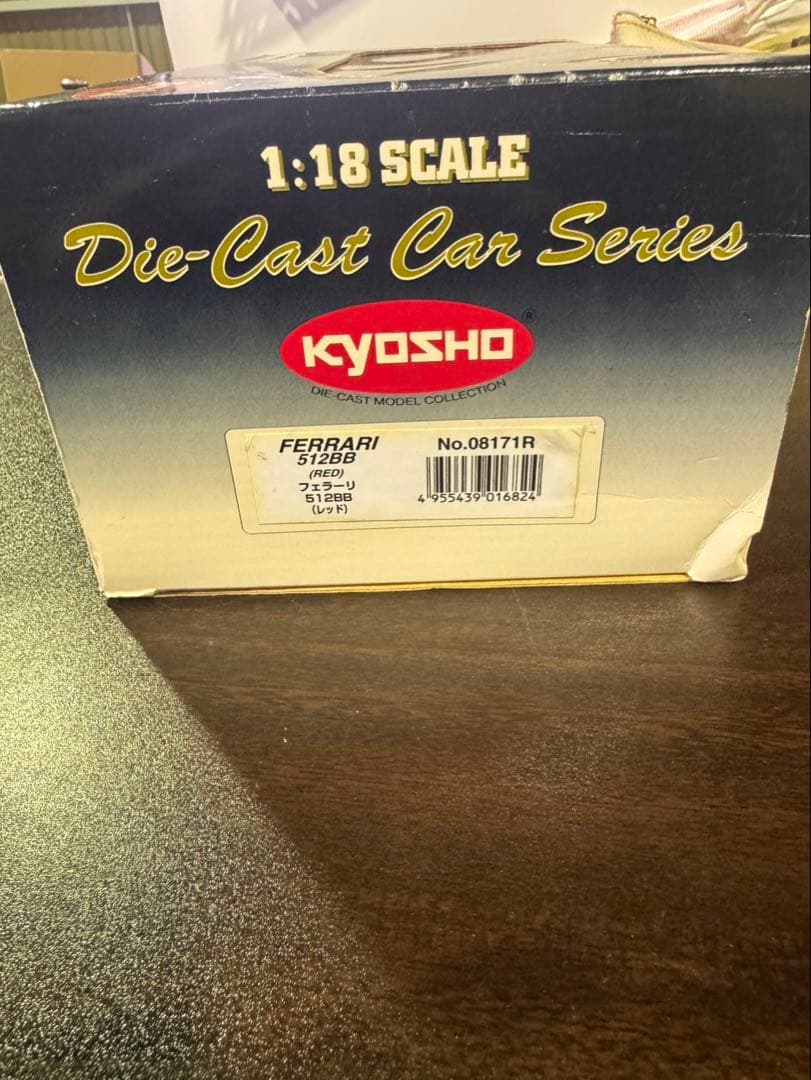 1:18 SCALE
Die-Cast Car Series
KYOSHO®
DIE-CAST MODEL COLLECTION
FERRARI
512BB
(RED)
フェラーリ
512BB
(レッド)
No.08171R
4 955439 016824